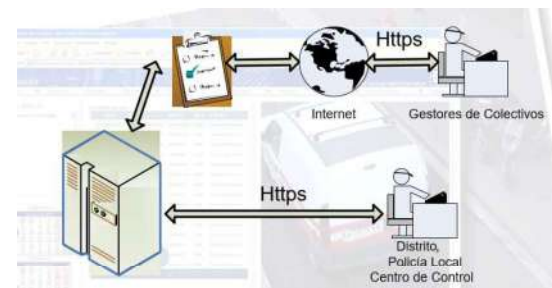 Https
Internet
Gestores de Colectivos
Https
Distrito,
Policía Local
Centro de Control